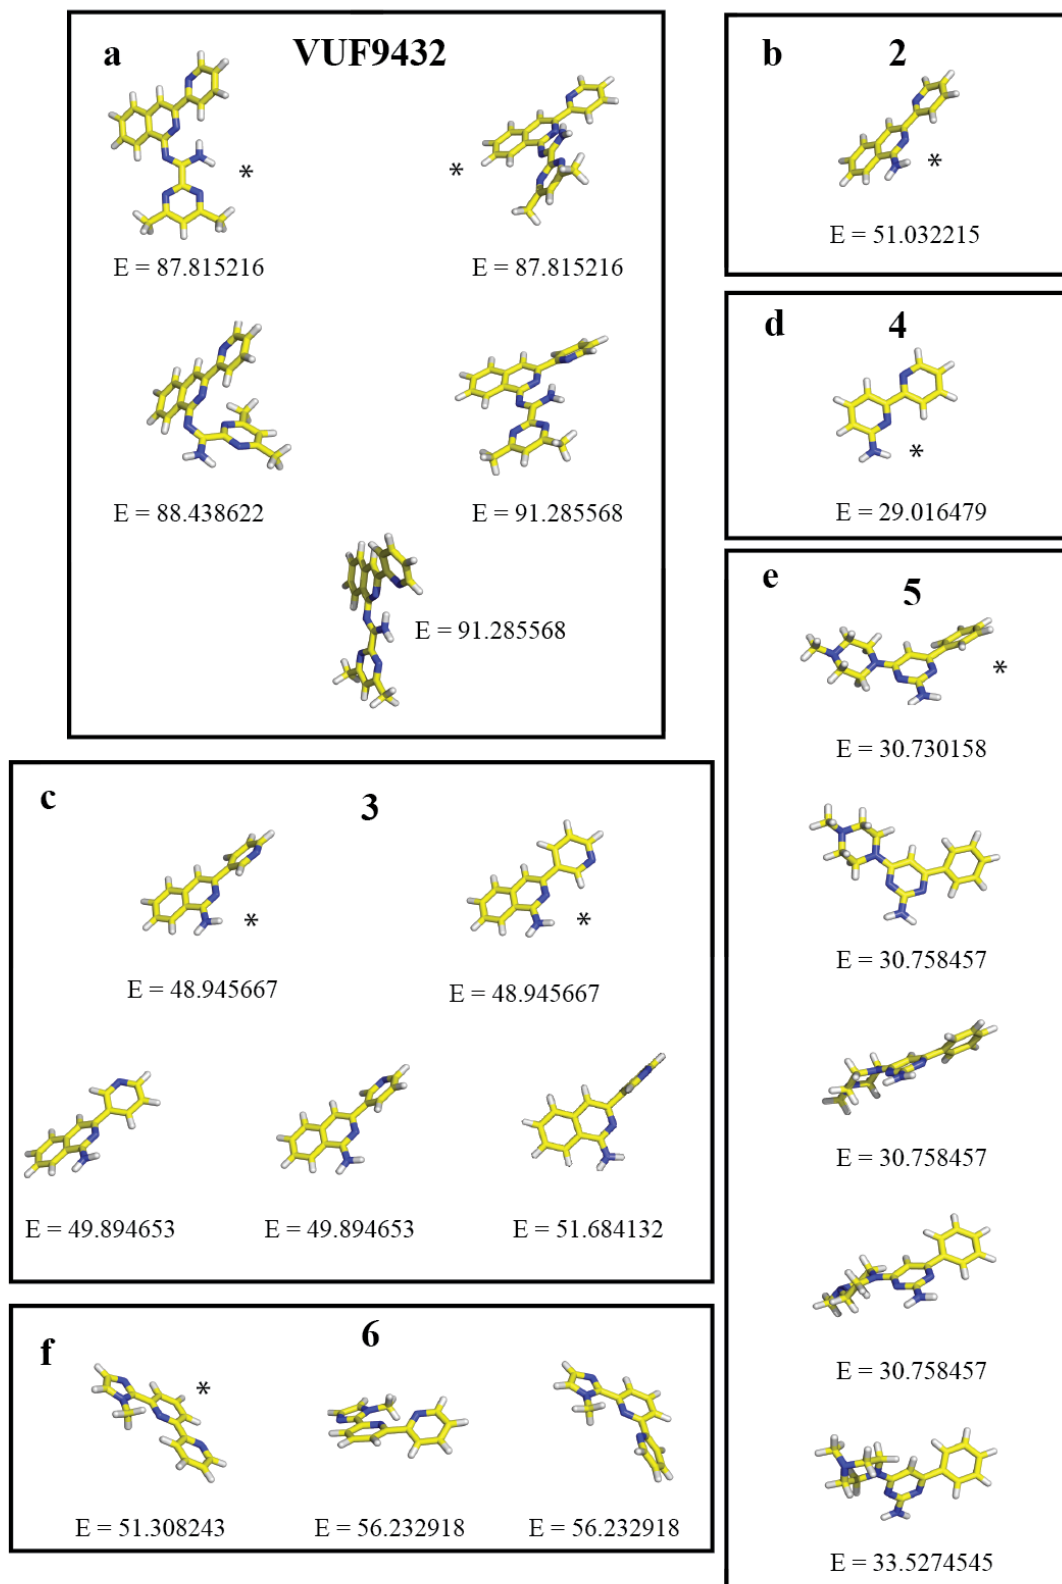 a VUF9432
*
*
E = 87.815216
E = 87.815216
E = 88.438622
E = 91.285568
E = 91.285568
b 2
*
E = 51.032215
d 4
*
E = 29.016479
c 3
*
*
E = 48.945667
E = 48.945667
E = 49.894653
E = 49.894653
E = 51.684132
e 5
*
E = 30.730158
E = 30.758457
E = 30.758457
E = 30.758457
E = 33.5274545
f 6
*
E = 51.308243
E = 56.232918
E = 56.232918